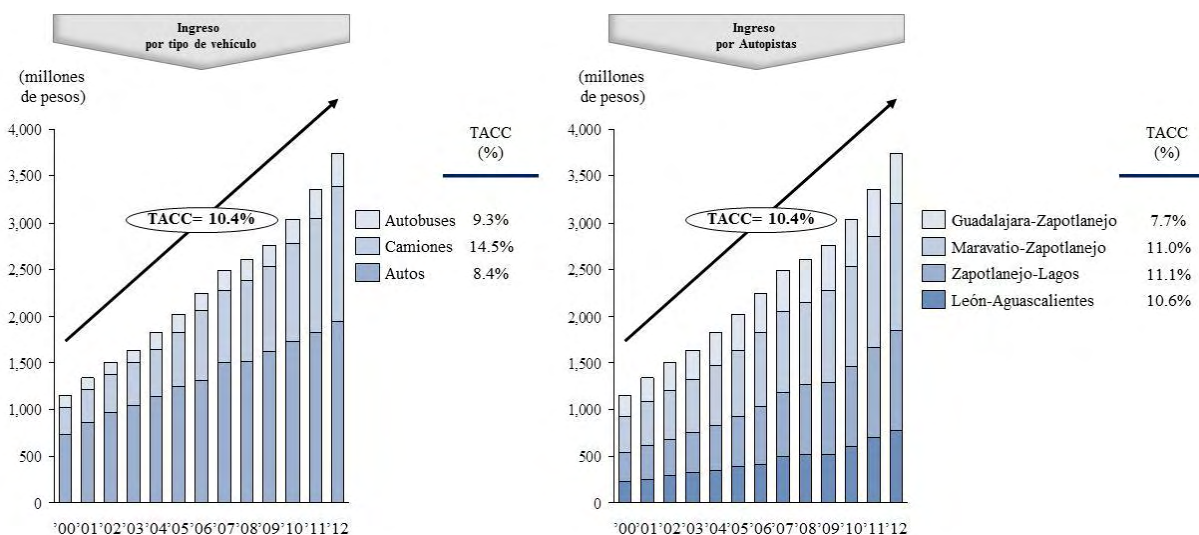 Ingreso
por tipo de vehículo
(millones
de pesos)
4,000
3,500
3,000
2,500
2,000
1,500
1,000
500
0
TACC= 10.4%
TACC
(%)
Autobuses 9.3%
Camiones 14.5%
Autos 8.4%
'00'01'02'03'04'05'06'07'08'09'10'11'12
Ingreso
por Autopistas
(millones
de pesos)
4,000
3,500
3,000
2,500
2,000
1,500
1,000
500
0
TACC= 10.4%
TACC
(%)
Guadalajara-Zapotlanejo 7.7%
Maravatio-Zapotlanejo 11.0%
Zapotlanejo-Lagos 11.1%
León-Aguascalientes 10.6%
'00'01'02'03'04'05'06'07'08'09'10'11'12